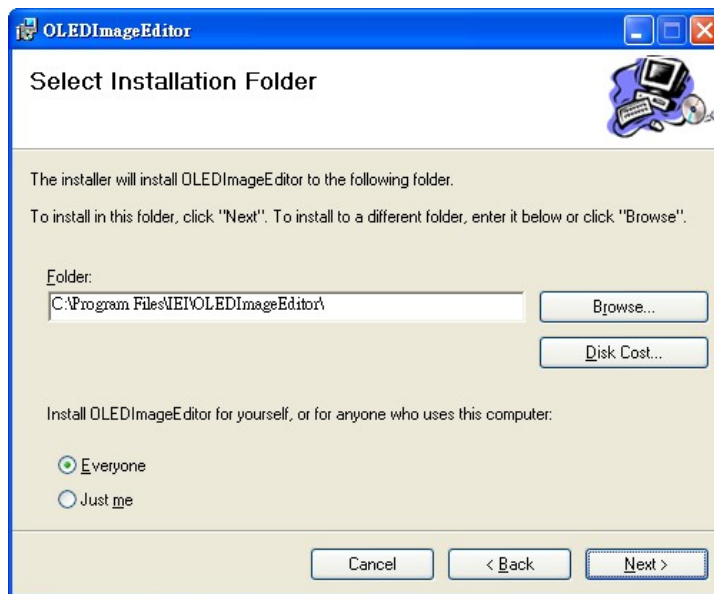 OLEDImageEditor
Select Installation Folder
The installer will install OLEDImageEditor to the following folder.
To install in this folder, click "Next". To install to a different folder, enter it below or click "Browse".
Folder:
C:\Program Files\IEI\OLEDImageEditor\
Browse...
Disk Cost...
Install OLEDImageEditor for yourself, or for anyone who uses this computer:
Everyone
Just me
Cancel
< Back
Next >